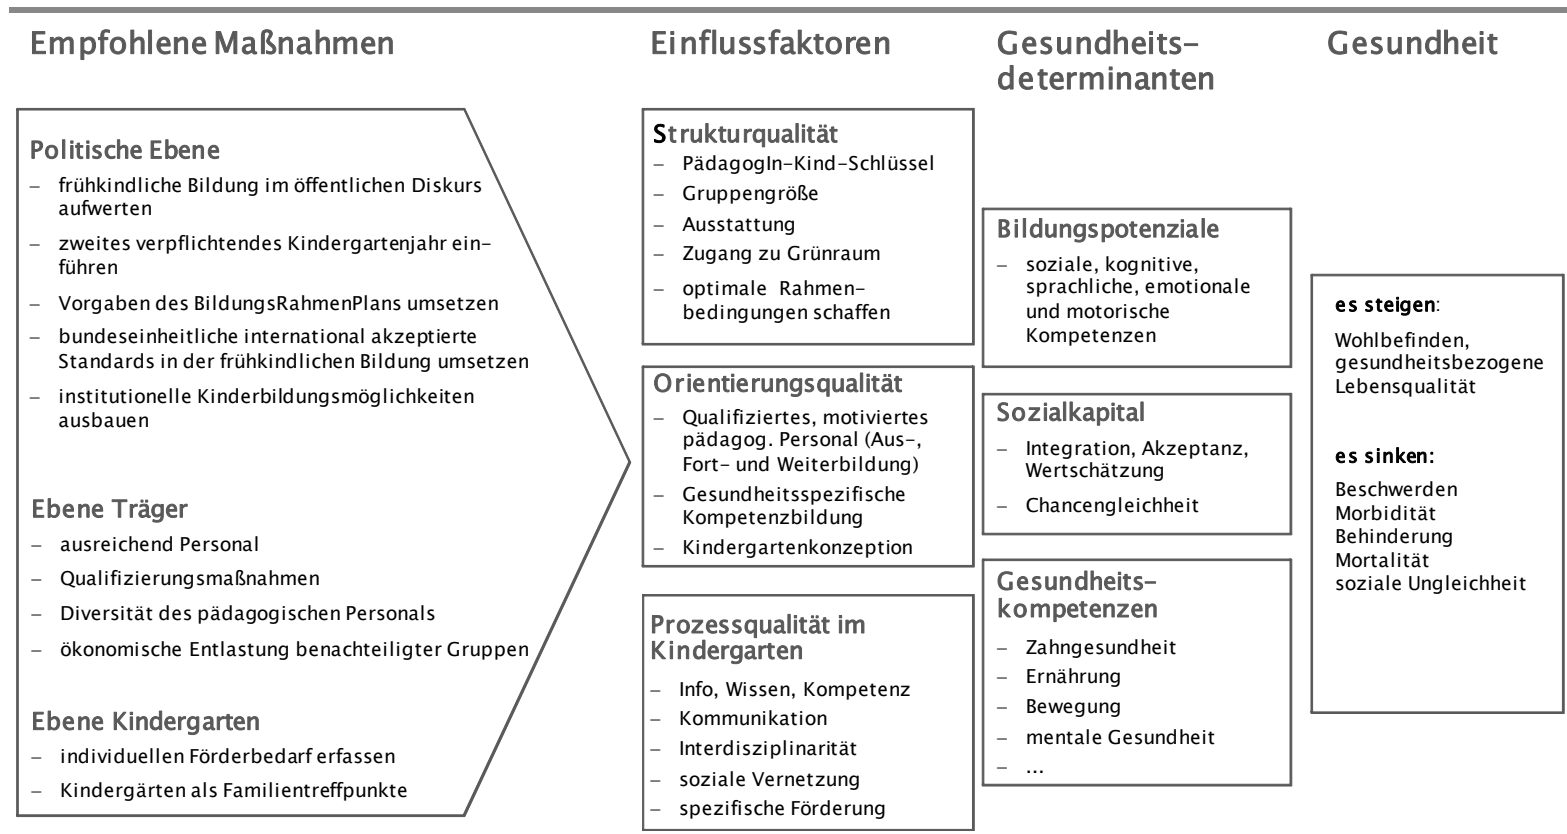 Empfohlene Maßnahmen
Einflussfaktoren
Gesundheits-
determinanten
Gesundheit
Politische Ebene
– frühkindliche Bildung im öffentlichen Diskurs
aufwerten
– zweites verpflichtendes Kindergartenjahr ein-
führen
– Vorgaben des BildungsRahmenPlans umsetzen
– bundeseinheitliche international akzeptierte
Standards in der frühkindlichen Bildung umsetzen
– institutionelle Kinderbildungsmöglichkeiten
ausbauen
Ebene Träger
– ausreichend Personal
– Qualifizierungsmaßnahmen
– Diversität des pädagogischen Personals
– ökonomische Entlastung benachteiligter Gruppen
Ebene Kindergarten
– individuellen Förderbedarf erfassen
– Kindergärten als Familientreffpunkte
Strukturqualität
– PädagogIn-Kind-Schlüssel
– Gruppengröße
– Ausstattung
– Zugang zu Grünraum
– optimale Rahmen-
bedingungen schaffen
Orientierungsqualität
– Qualifiziertes, motiviertes
pädagog. Personal (Aus-,
Fort- und Weiterbildung)
– Gesundheitsspezifische
Kompetenzbildung
– Kindergartenkonzeption
Prozessqualität im
Kindergarten
– Info, Wissen, Kompetenz
– Kommunikation
– Interdisziplinarität
– soziale Vernetzung
– spezifische Förderung
Bildungspotenziale
– soziale, kognitive,
sprachliche, emotionale
und motorische
Kompetenzen
Sozialkapital
– Integration, Akzeptanz,
Wertschätzung
– Chancengleichheit
Gesundheits-
kompetenzen
– Zahngesundheit
– Ernährung
– Bewegung
– mentale Gesundheit
– ...
es steigen:
Wohlbefinden,
gesundheitsbezogene
Lebensqualität
es sinken:
Beschwerden
Morbidität
Behinderung
Mortalität
soziale Ungleichheit